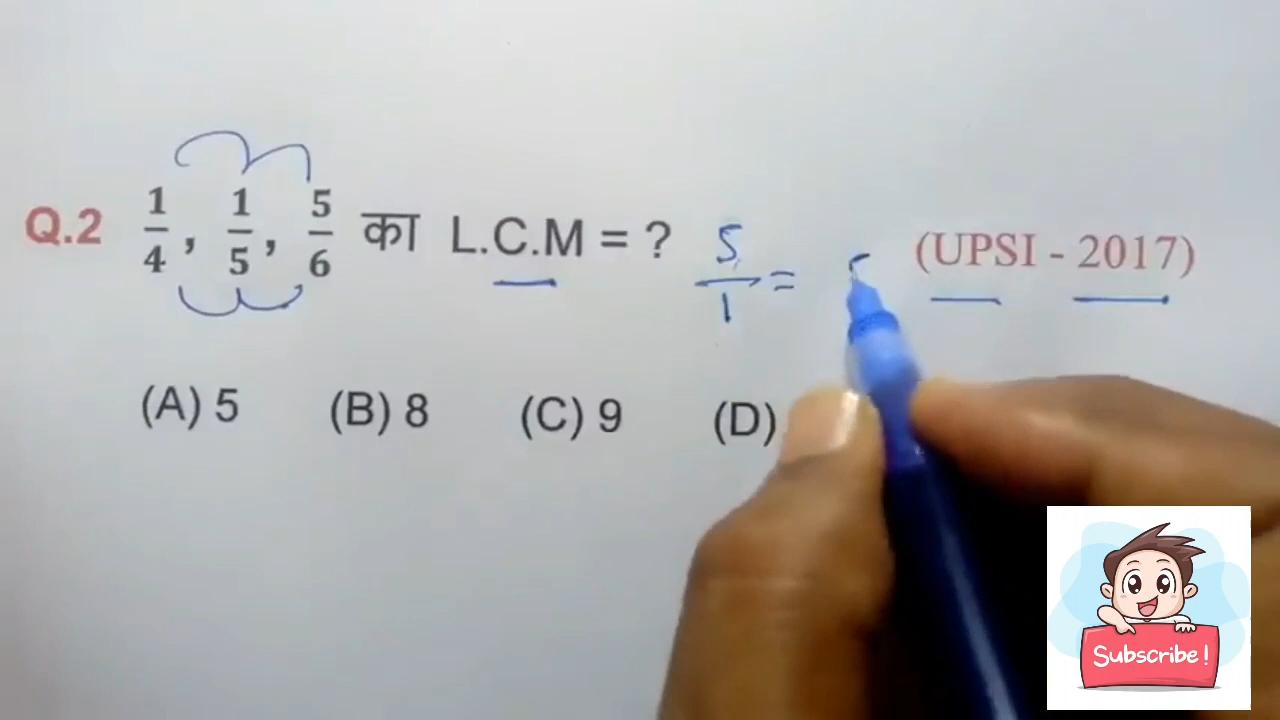 Q.2 1/4, 1/5, 5/6 का L.C.M = ? 5/1 = (UPSI - 2017)
(A) 5 (B) 8 (C) 9 (D)
Subscribe!